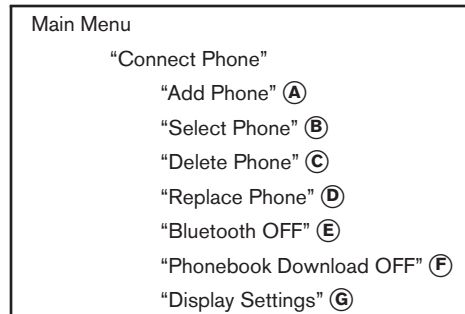 Main Menu
“Connect Phone”
“Add Phone” Ⓐ
“Select Phone” Ⓑ
“Delete Phone” Ⓒ
“Replace Phone” Ⓓ
“Bluetooth OFF” Ⓔ
“Phonebook Download OFF” Ⓕ
“Display Settings” Ⓖ